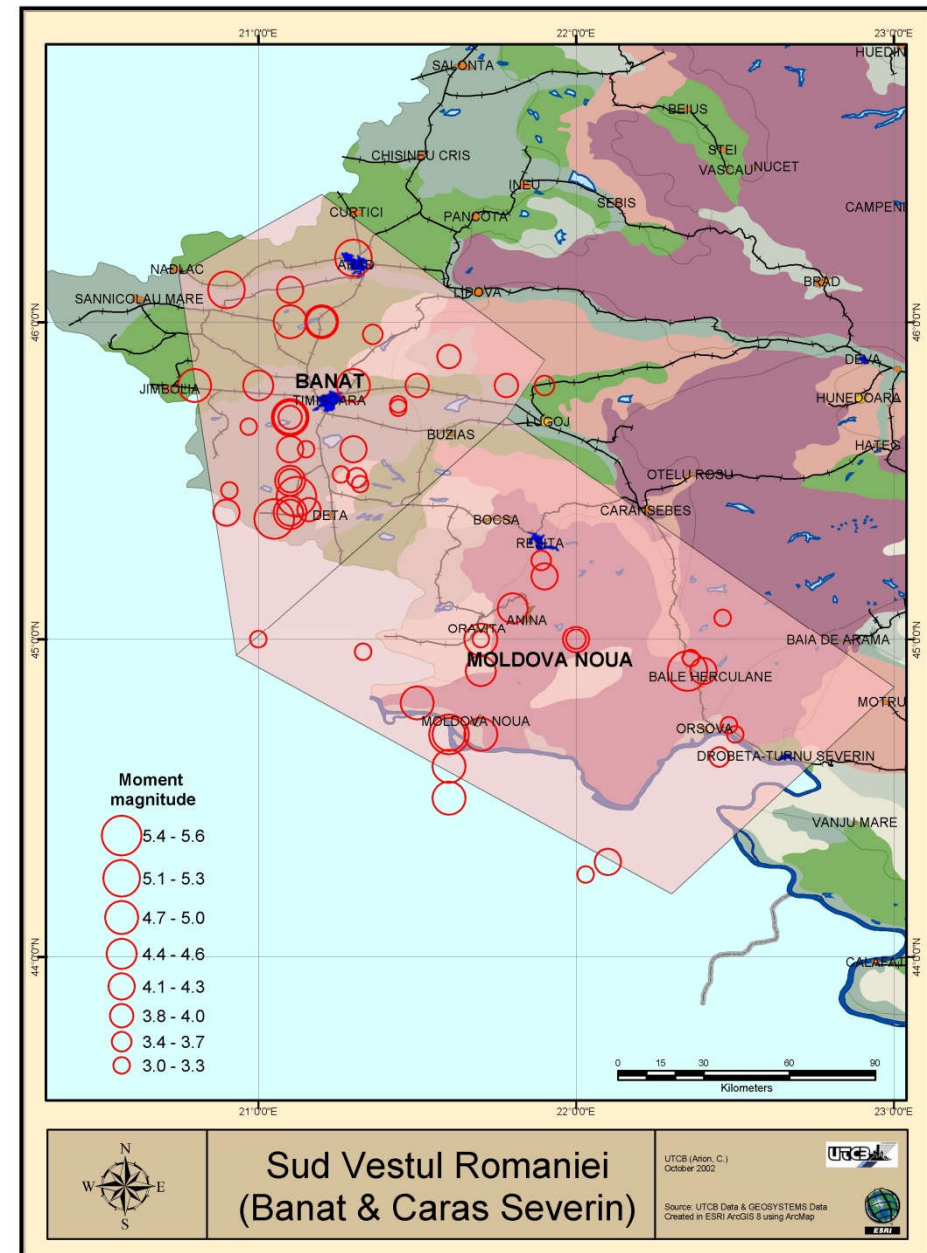 21°0'0"E
22°0'0"E
23°0'0"E
HUEDIN
SALONTA
BEIUS
STEI
VASCAU
NUCET
CHISINEU CRIS
INEU
SEBIS
CAMPENI
CURTICI
PANCOTA
NADLAC
ARAD
SANNICOLAU MARE
LIPOVA
BRAD
46°0'0"N
46°0'0"N
DEVA
JIMBOLIA
BANAT
TIMISOARA
HUNEDOARA
BUZIAS
LUGOJ
HATEG
OTELU ROSU
DETA
BOCSA
CARANSEBES
RESITA
ANINA
ORAVITA
45°0'0"N
45°0'0"N
BAIA DE ARAMA
MOLDOVA NOUA
BAILE HERCULANE
MOTRU
MOLDOVA NOUA
ORSOVA
DROBETA-TURNU SEVERIN
VANJU MARE
44°0'0"N
44°0'0"N
Moment
magnitude
5.4 - 5.6
5.1 - 5.3
4.7 - 5.0
4.4 - 4.6
4.1 - 4.3
3.8 - 4.0
3.4 - 3.7
3.0 - 3.3
0 15 30 60 90
Kilometers
21°0'0"E
22°0'0"E
23°0'0"E
N
W E
S
Sud Vestul Romaniei
(Banat & Caras Severin)
UTCB (Arion, C.)
October 2002
Source: UTCB Data & GEOSYSTEMS Data
Created in ESRI ArcGIS 8 using ArcMap
UTCB
ESRI